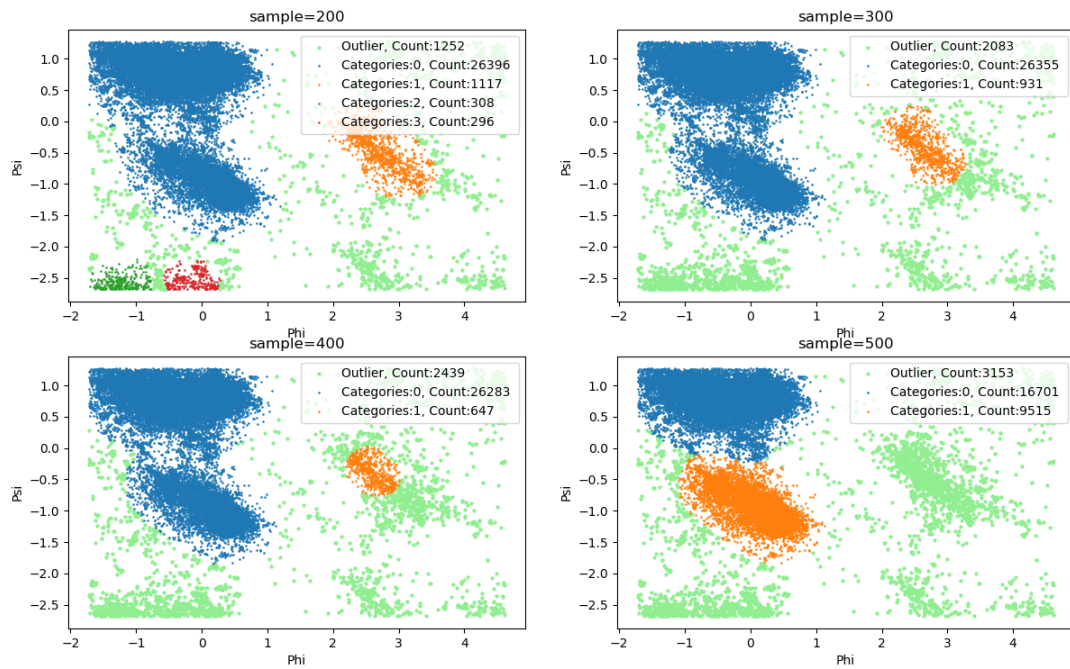 sample=200
Outlier, Count:1252
Categories:0, Count:26396
Categories:1, Count:1117
Categories:2, Count:308
Categories:3, Count:296
1.0
0.5
0.0
−0.5
−1.0
−1.5
−2.0
−2.5
Psi
−2 −1 0 1 2 3 4
Phi
sample=300
Outlier, Count:2083
Categories:0, Count:26355
Categories:1, Count:931
1.0
0.5
0.0
−0.5
−1.0
−1.5
−2.0
−2.5
Psi
−2 −1 0 1 2 3 4
Phi
sample=400
Outlier, Count:2439
Categories:0, Count:26283
Categories:1, Count:647
1.0
0.5
0.0
−0.5
−1.0
−1.5
−2.0
−2.5
Psi
−2 −1 0 1 2 3 4
Phi
sample=500
Outlier, Count:3153
Categories:0, Count:16701
Categories:1, Count:9515
1.0
0.5
0.0
−0.5
−1.0
−1.5
−2.0
−2.5
Psi
−2 −1 0 1 2 3 4
Phi